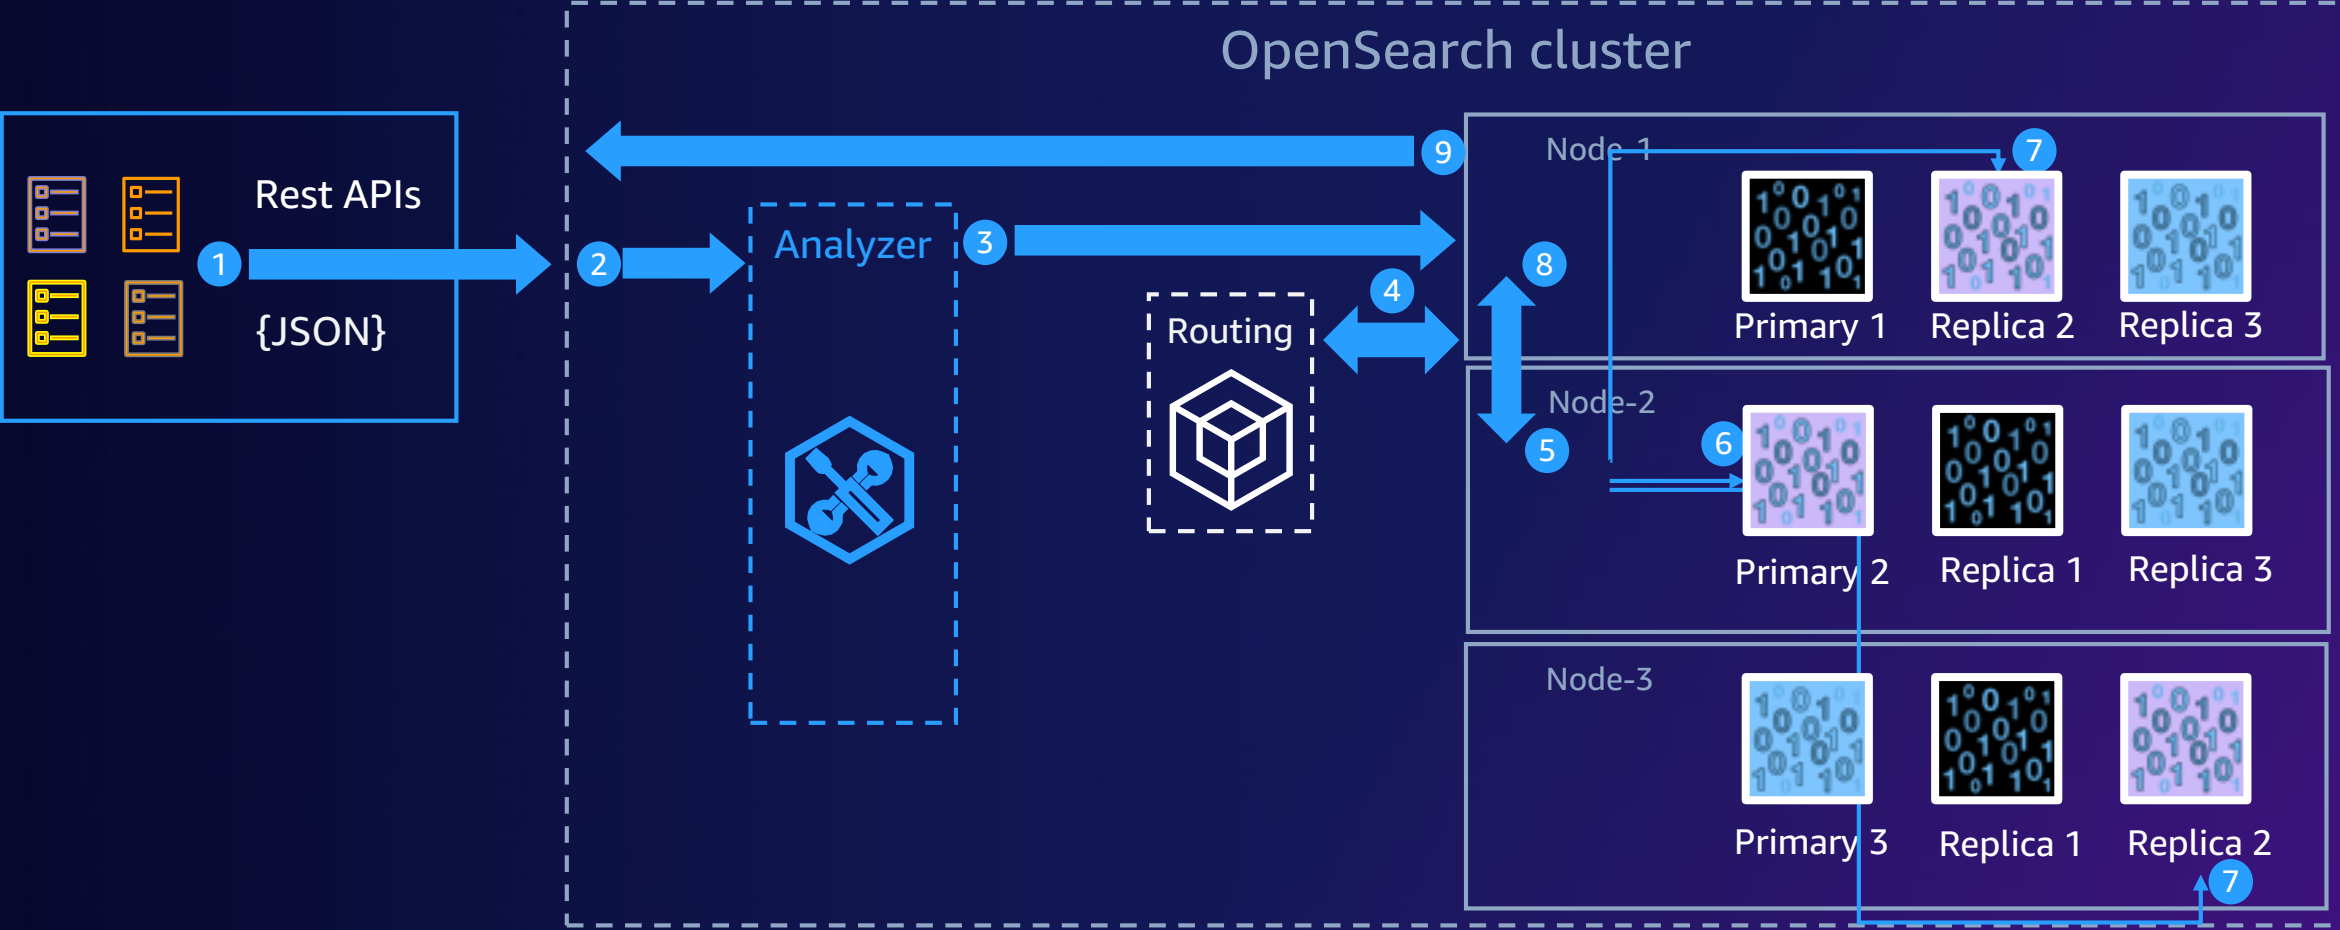 OpenSearch cluster
Rest APIs
{JSON}
1
2
Analyzer
3
Routing
4
9
Node-1
7
8
Primary 1
Replica 2
Replica 3
Node-2
5
6
Primary 2
Replica 1
Replica 3
Node-3
Primary 3
Replica 1
Replica 2
7